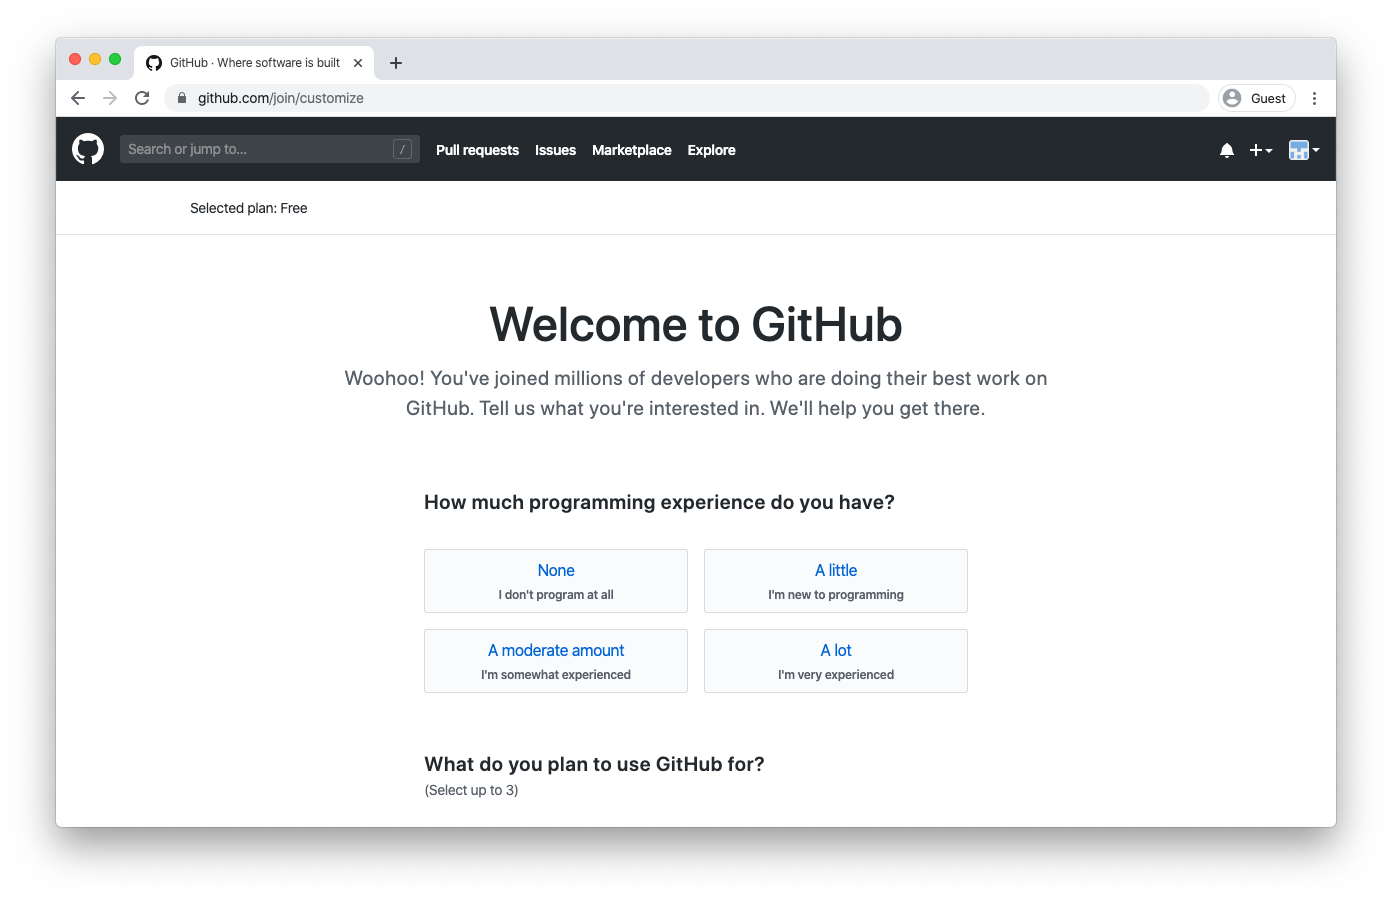 GitHub · Where software is built
github.com/join/customize
Guest
Search or jump to...
/
Pull requests
Issues
Marketplace
Explore
Selected plan: Free
Welcome to GitHub
Woohoo! You've joined millions of developers who are doing their best work on
GitHub. Tell us what you're interested in. We'll help you get there.
How much programming experience do you have?
None
I don't program at all
A little
I'm new to programming
A moderate amount
I'm somewhat experienced
A lot
I'm very experienced
What do you plan to use GitHub for?
(Select up to 3)